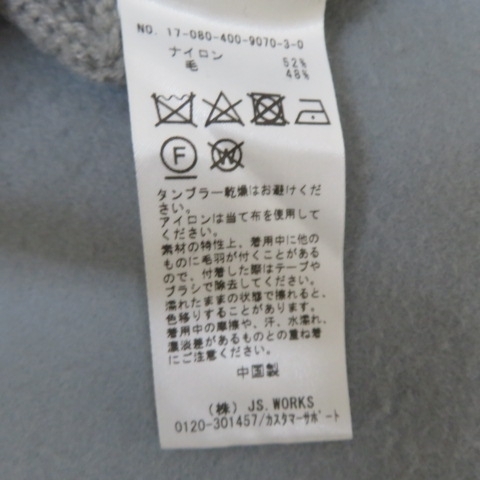 NO. 17-080-400-9070-3-0
ナイロン 52%
毛 48%
F W
タンブラー乾燥はお避けくだ
さい。
アイロンは当て布を使用して
ください。
素材の特性上、着用中に他の
ものに毛羽が付くことがある
ので、付着した際はテープや
ブラシで除去してください。
濡れたままの状態で擦れると、
色移りすることがあります。
着用中の摩擦や、汗、水濡れ、
濃淡差があるものとの重ね着
にご注意ください。
中国製
(株) JS.WORKS
0120-301457/カスタマーサポート